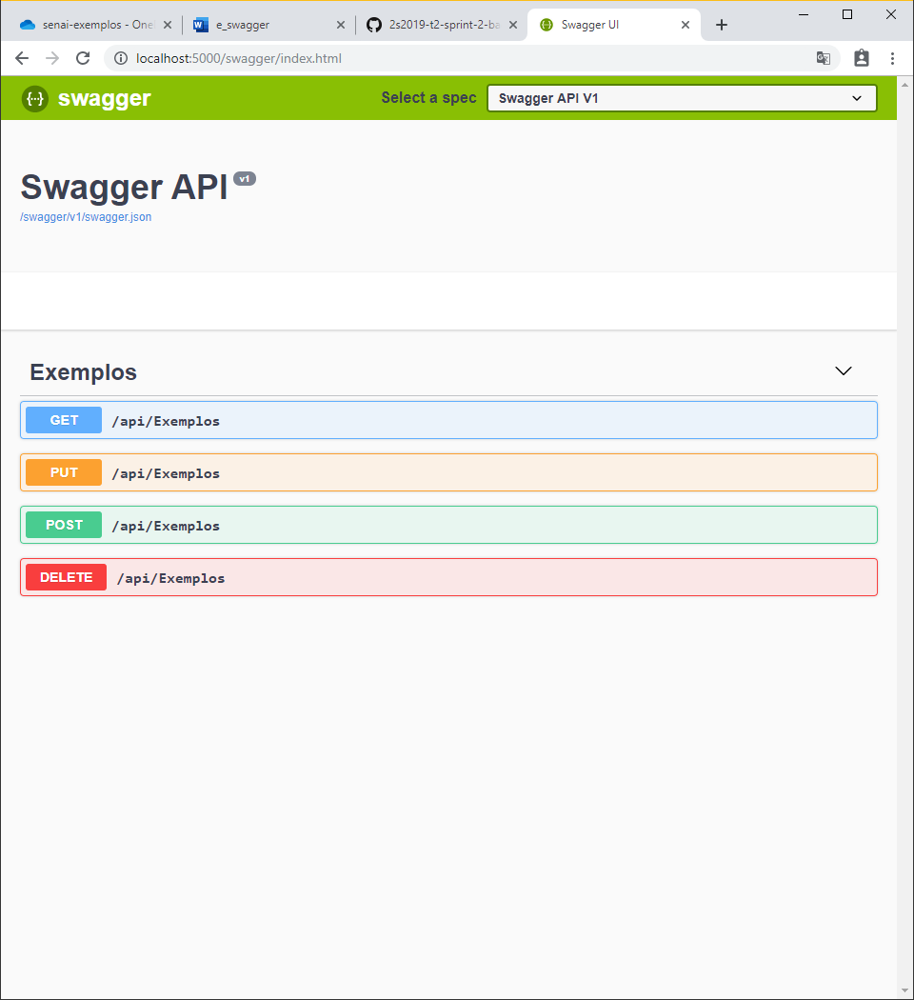 senai-exemplos - One
e_swagger
2s2019-t2-sprint-2-ba
Swagger UI
localhost:5000/swagger/index.html
swagger
Select a spec
Swagger API V1
Swagger API v1
/swagger/v1/swagger.json
Exemplos
GET /api/Exemplos
PUT /api/Exemplos
POST /api/Exemplos
DELETE /api/Exemplos